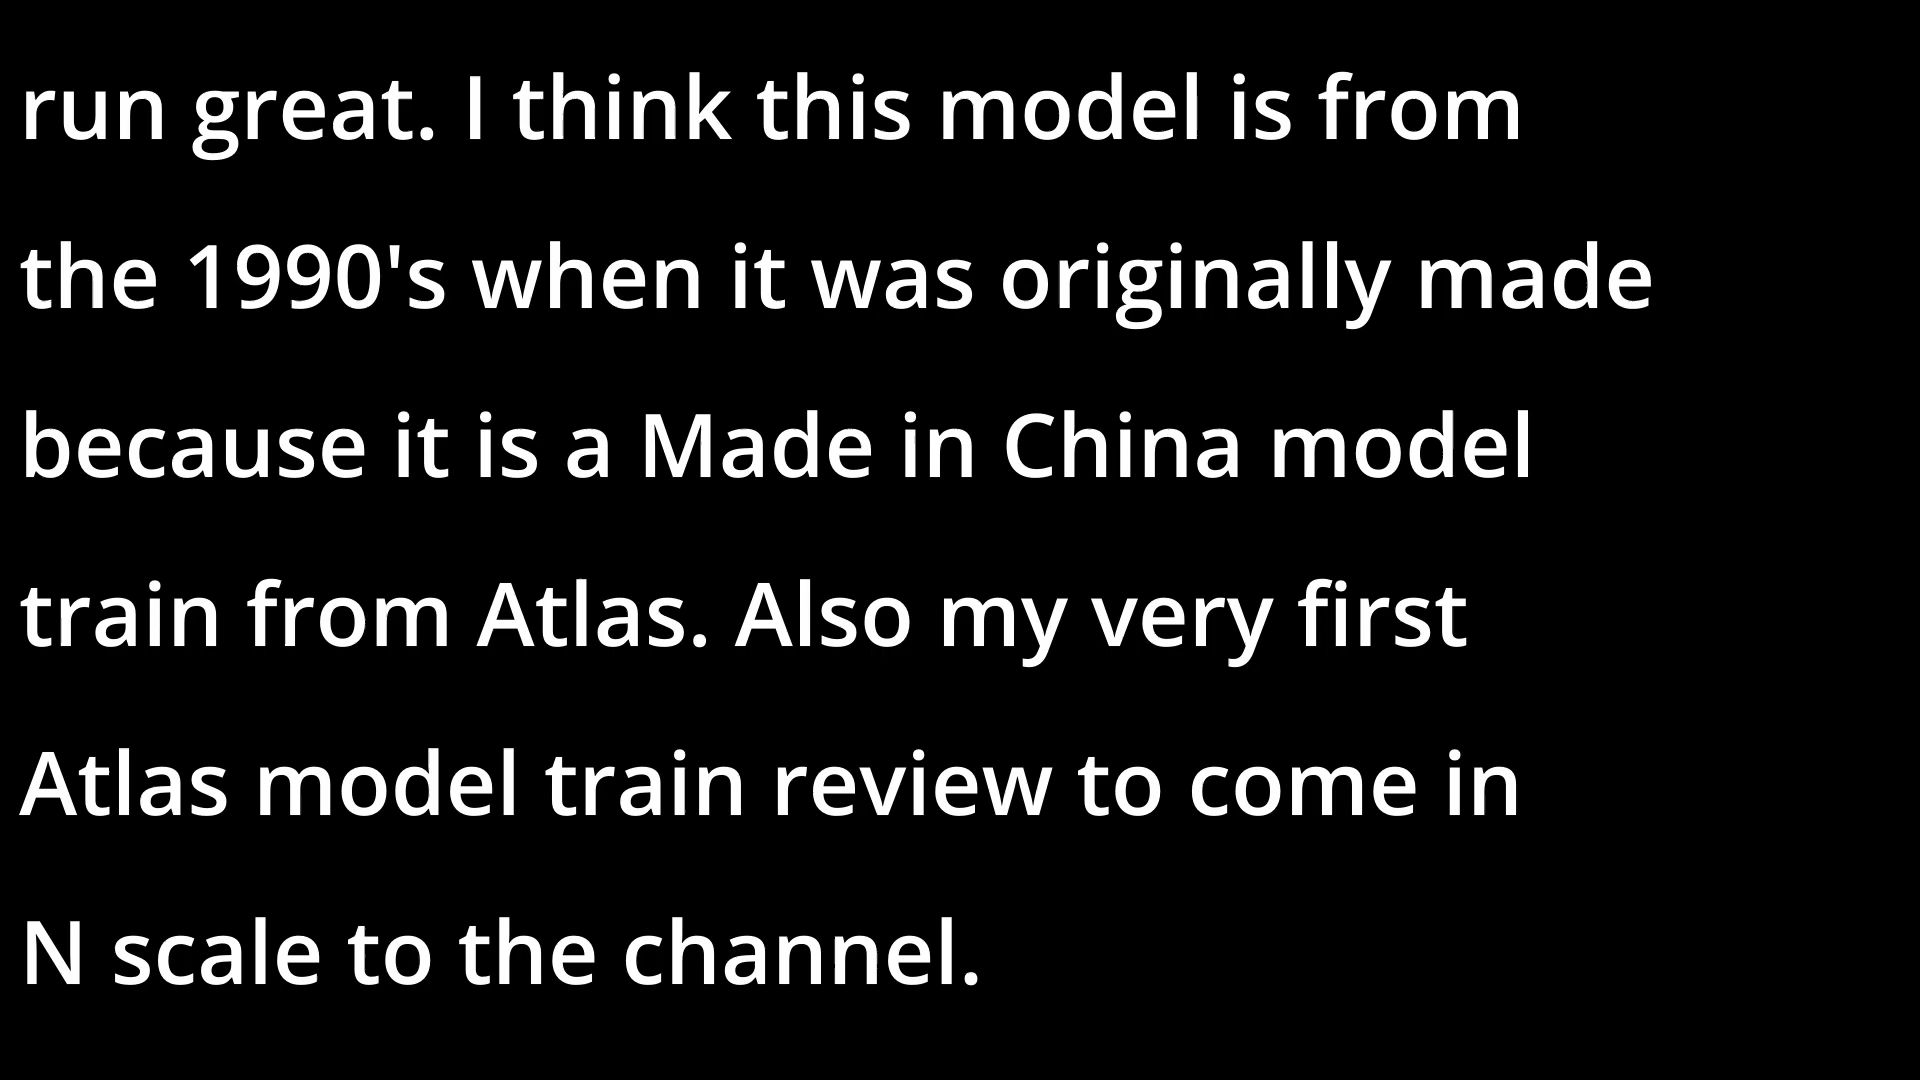 run great. I think this model is from
the 1990's when it was originally made
because it is a Made in China model
train from Atlas. Also my very first
Atlas model train review to come in
N scale to the channel.